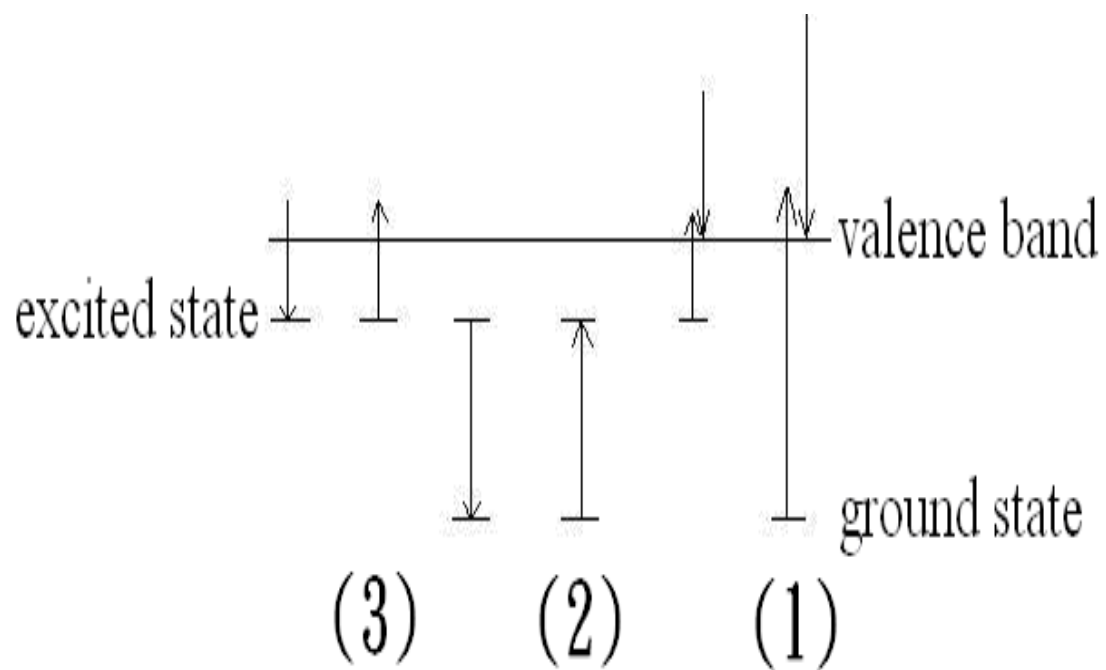 valence band
excited state
ground state
(3) (2) (1)